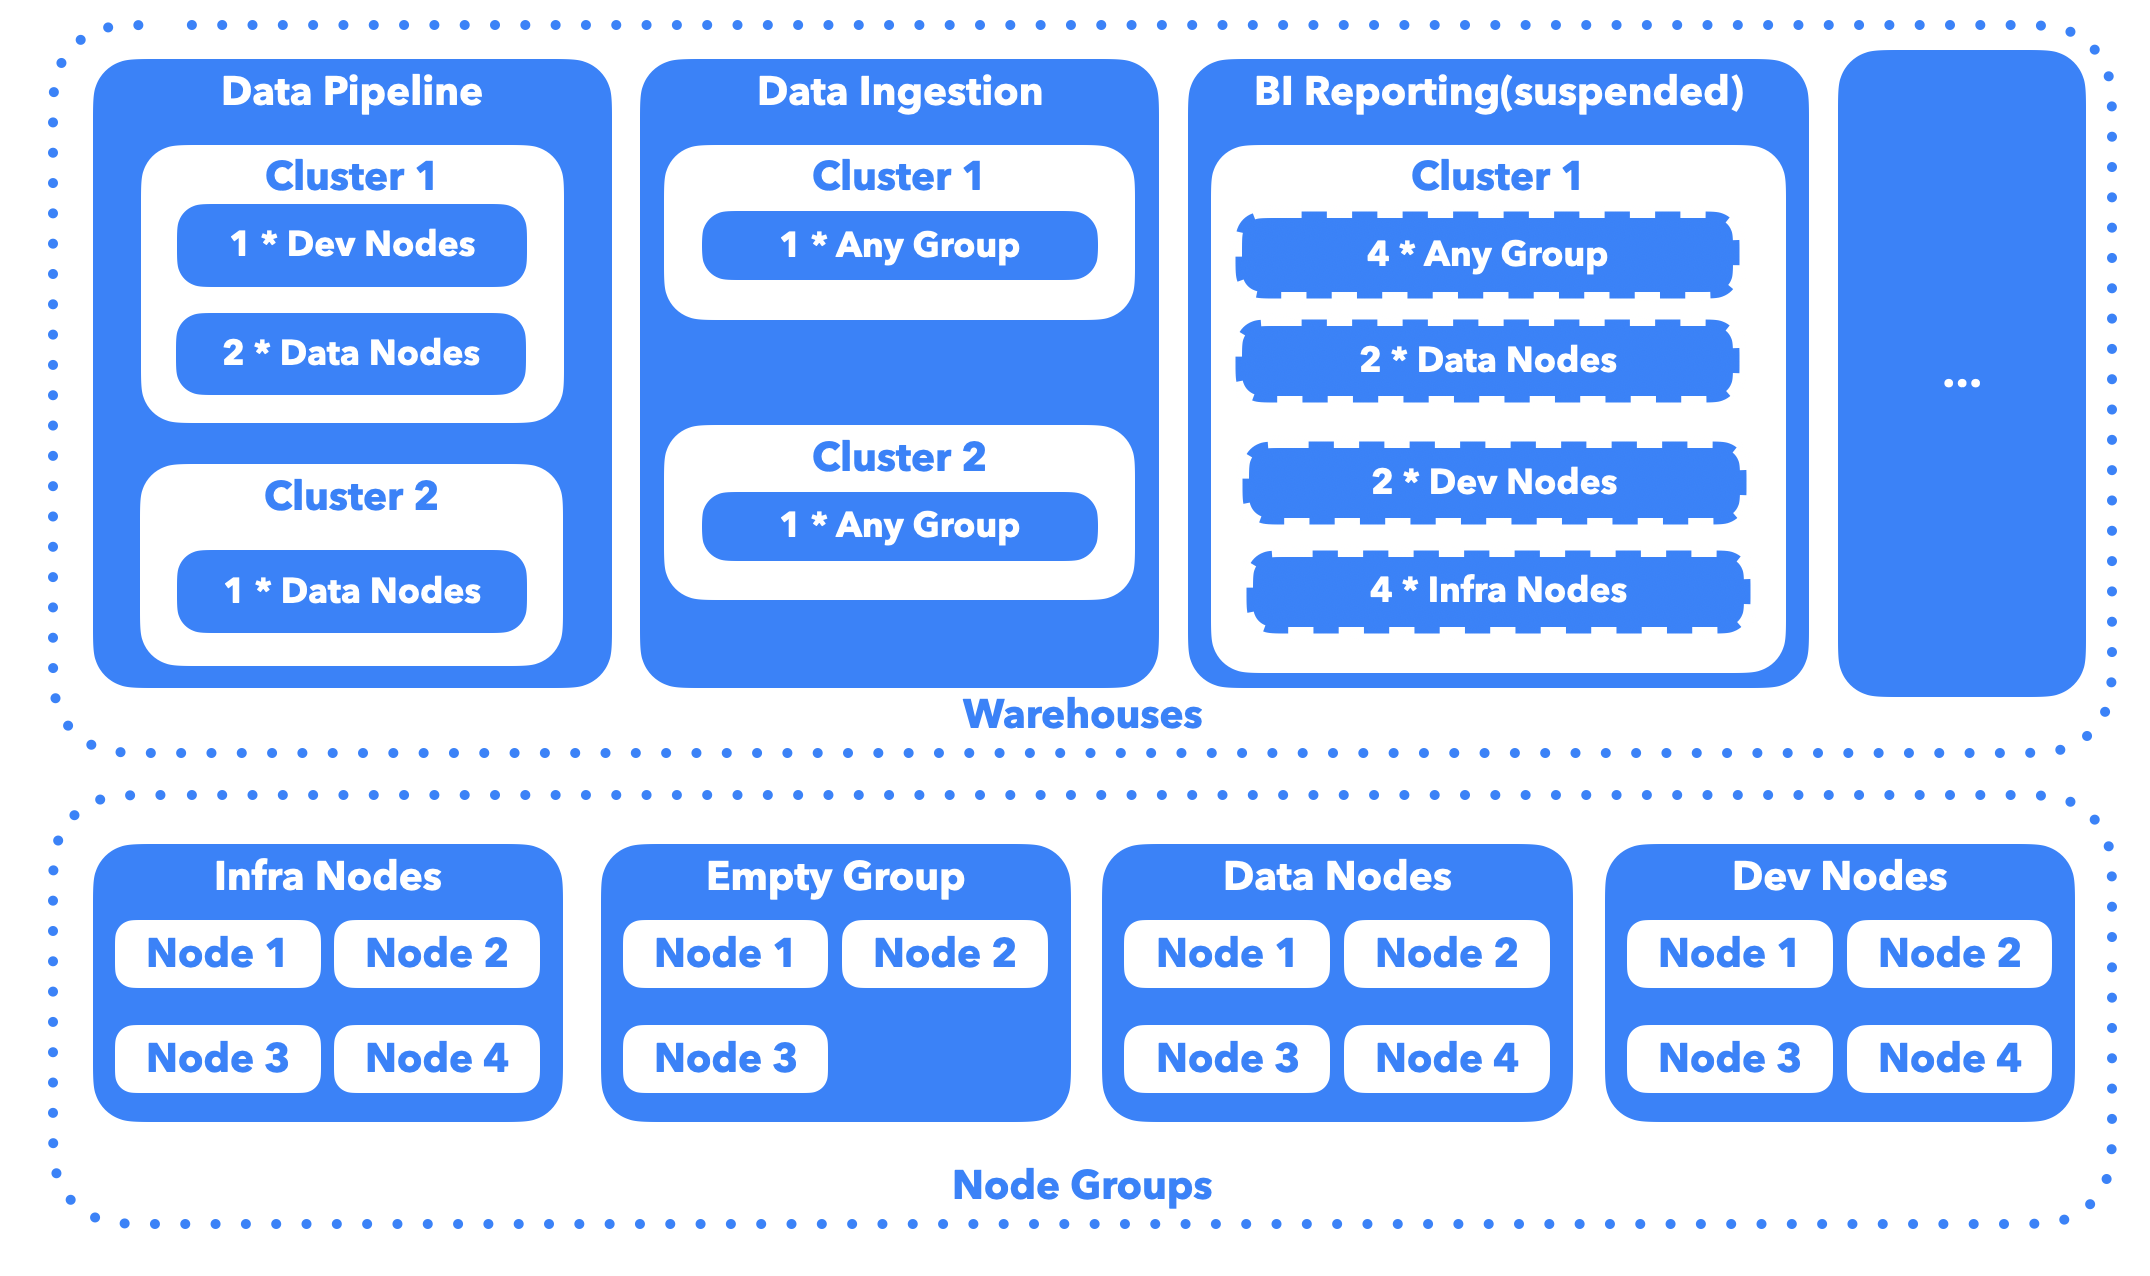 Data Pipeline
Cluster 1
1 * Dev Nodes
2 * Data Nodes
Cluster 2
1 * Data Nodes
Data Ingestion
Cluster 1
1 * Any Group
Cluster 2
1 * Any Group
BI Reporting(suspended)
Cluster 1
4 * Any Group
2 * Data Nodes
2 * Dev Nodes
4 * Infra Nodes
...
Warehouses
Infra Nodes
Node 1 Node 2
Node 3 Node 4
Empty Group
Node 1 Node 2
Node 3
Data Nodes
Node 1 Node 2
Node 3 Node 4
Dev Nodes
Node 1 Node 2
Node 3 Node 4
Node Groups